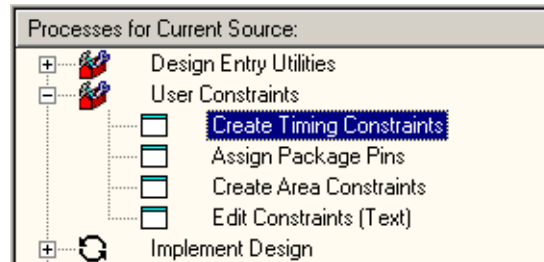 Processes for Current Source:
Design Entry Utilities
User Constraints
Create Timing Constraints
Assign Package Pins
Create Area Constraints
Edit Constraints (Text)
Implement Design